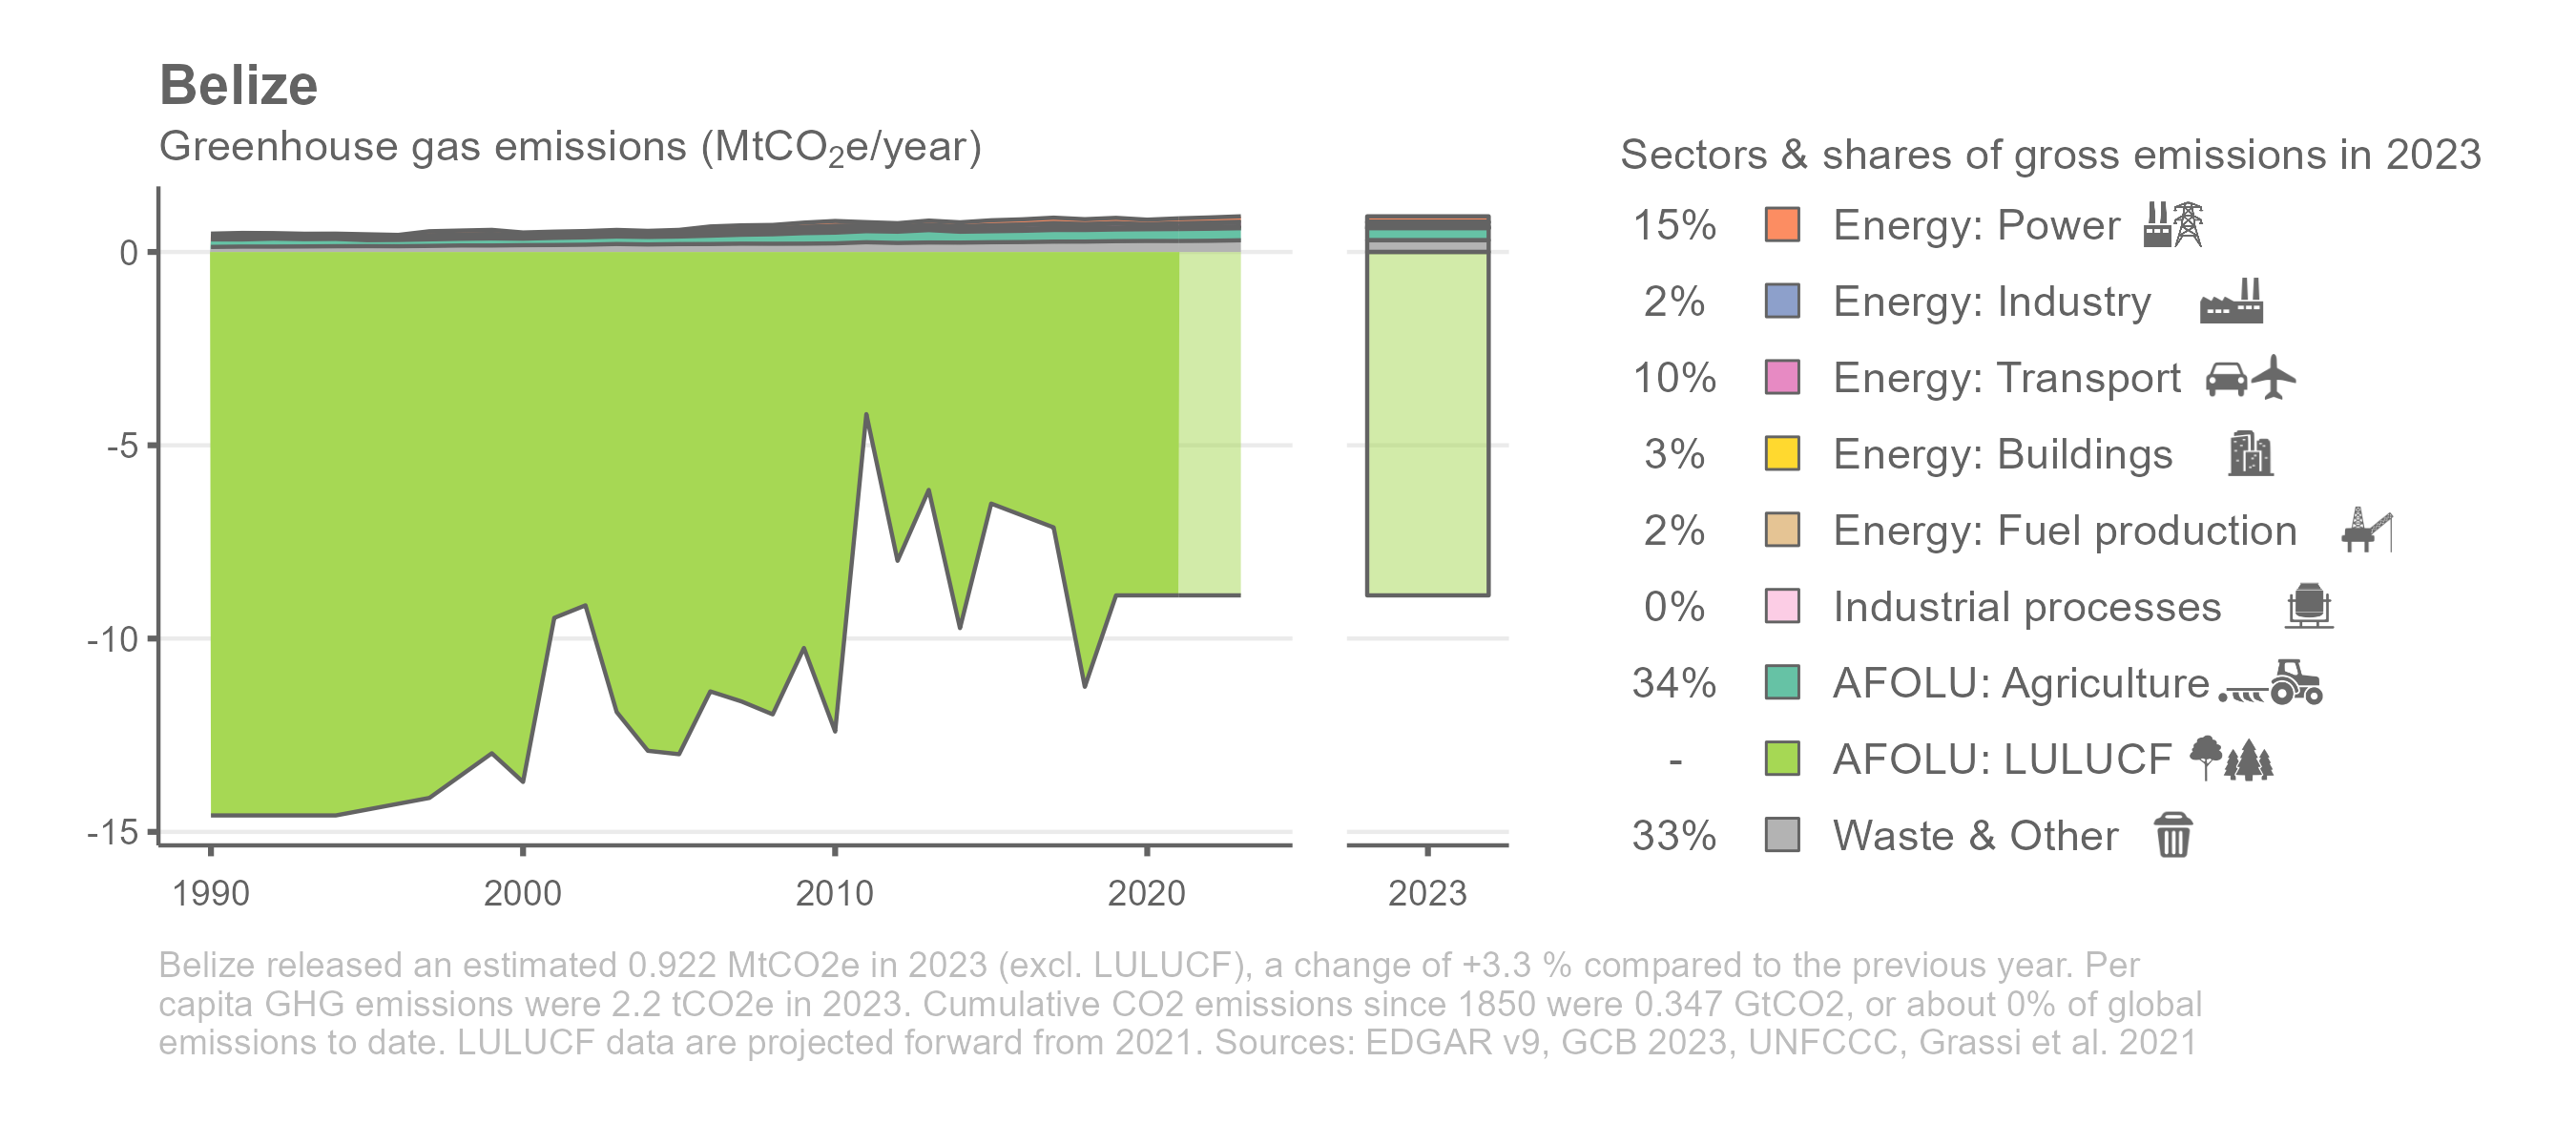 Belize
Greenhouse gas emissions (MtCO₂e/year)
Sectors & shares of gross emissions in 2023
0
-5
-10
-15
1990 2000 2010 2020 2023
15% Energy: Power
2% Energy: Industry
10% Energy: Transport
3% Energy: Buildings
2% Energy: Fuel production
0% Industrial processes
34% AFOLU: Agriculture
- AFOLU: LULUCF
33% Waste & Other
Belize released an estimated 0.922 MtCO2e in 2023 (excl. LULUCF), a change of +3.3 % compared to the previous year. Per
capita GHG emissions were 2.2 tCO2e in 2023. Cumulative CO2 emissions since 1850 were 0.347 GtCO2, or about 0% of global
emissions to date. LULUCF data are projected forward from 2021. Sources: EDGAR v9, GCB 2023, UNFCCC, Grassi et al. 2021